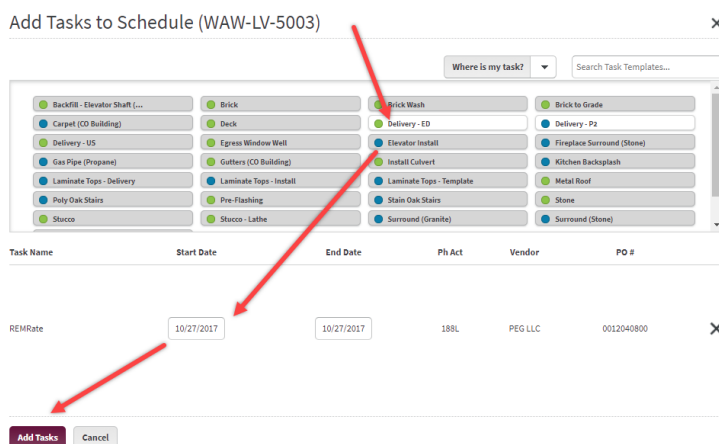 Add Tasks to Schedule (WAW-LV-5003)
Where is my task?
Search Task Templates...
Backfill - Elevator Shaft (...
Brick
Brick Wash
Brick to Grade
Carpet (CO Building)
Deck
Delivery - ED
Delivery - P2
Delivery - US
Egress Window Well
Elevator Install
Fireplace Surround (Stone)
Gas Pipe (Propane)
Gutters (CO Building)
Install Culvert
Kitchen Backsplash
Laminate Tops - Delivery
Laminate Tops - Install
Laminate Tops - Template
Metal Roof
Poly Oak Stairs
Pre-Flashing
Stain Oak Stairs
Stone
Stucco
Stucco - Lathe
Surround (Granite)
Surround (Stone)
Task Name Start Date End Date Ph Act Vendor PO #
REMRate 10/27/2017 10/27/2017 188L PEG LLC 0012040800
Add Tasks Cancel